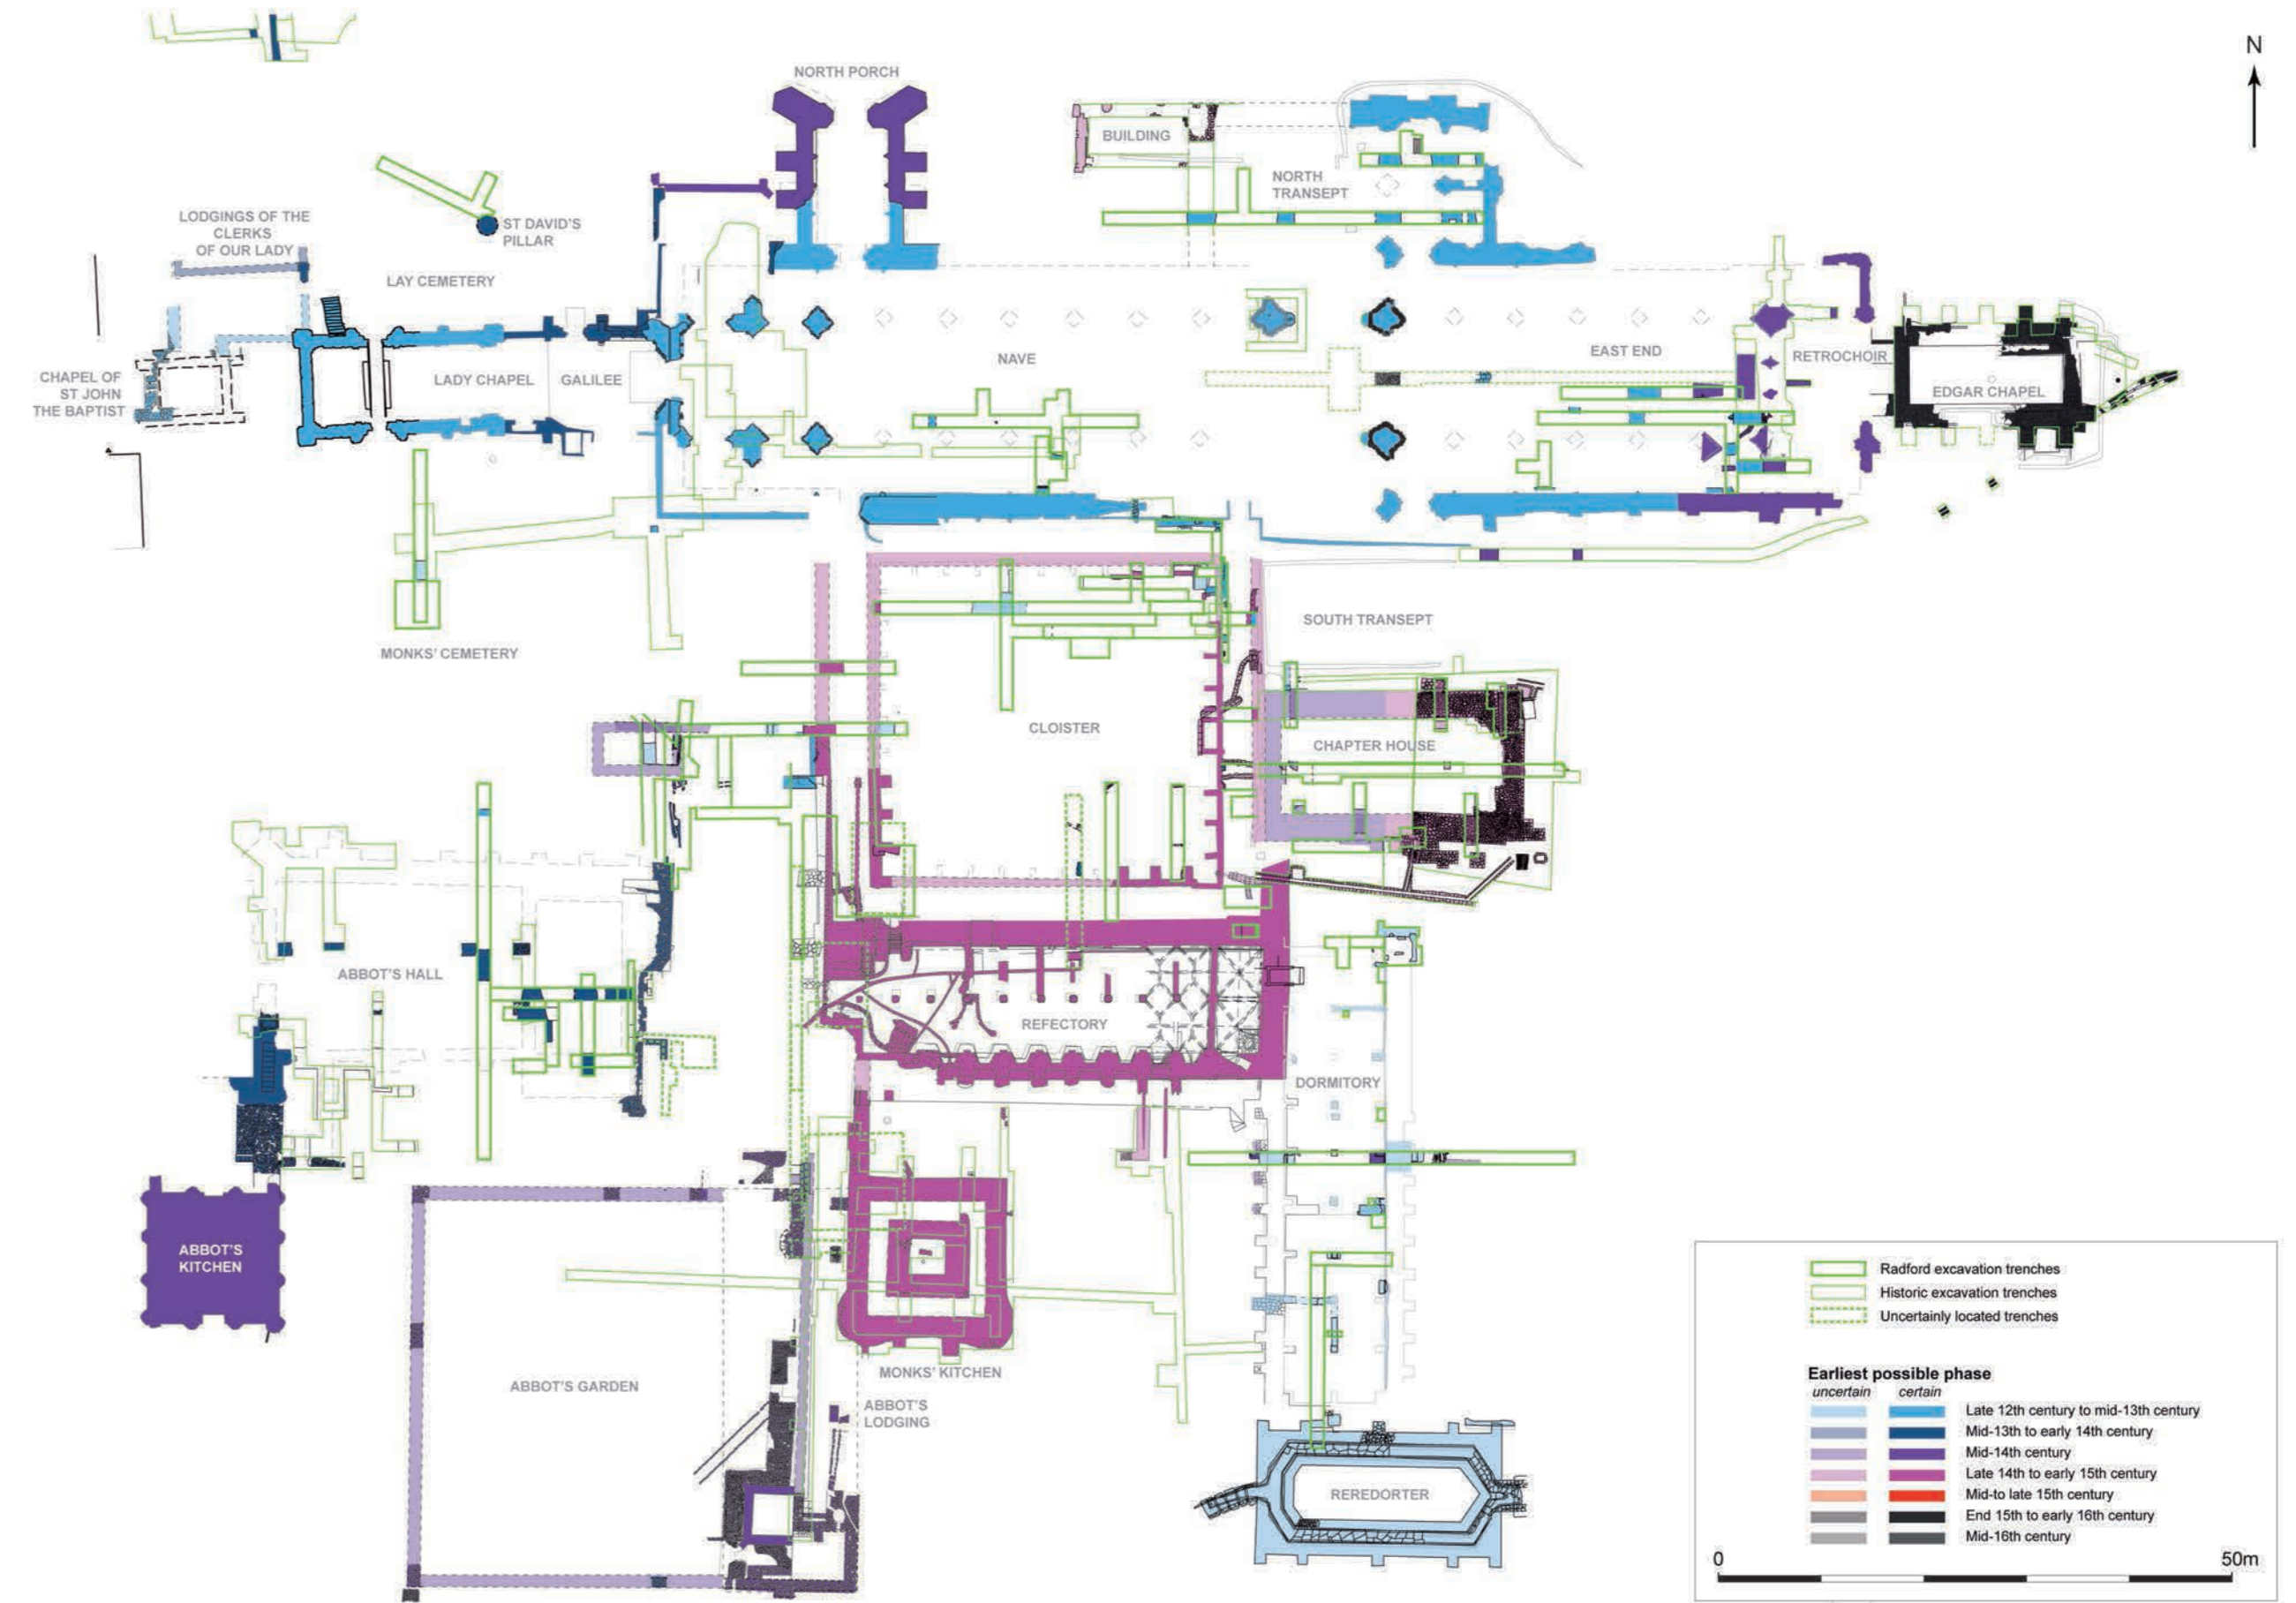 N
NORTH PORCH
BUILDING
NORTH
TRANSEPT
LODGINGS OF THE
CLERKS
OF OUR LADY
ST DAVID'S
PILLAR
LAY CEMETERY
CHAPEL OF
ST JOHN
THE BAPTIST
LADY CHAPEL
GALILEE
NAVE
EAST END
RETROCHOIR
EDGAR CHAPEL
MONKS' CEMETERY
SOUTH TRANSEPT
CLOISTER
CHAPTER HOUSE
ABBOT'S HALL
REFECTORY
DORMITORY
ABBOT'S
KITCHEN
ABBOT'S GARDEN
MONKS' KITCHEN
ABBOT'S
LODGING
REREDORTER
Radford excavation trenches
Historic excavation trenches
Uncertainly located trenches
Earliest possible phase
uncertain certain
Late 12th century to mid-13th century
Mid-13th to early 14th century
Mid-14th century
Late 14th to early 15th century
Mid-to late 15th century
End 15th to early 16th century
Mid-16th century
0 50m